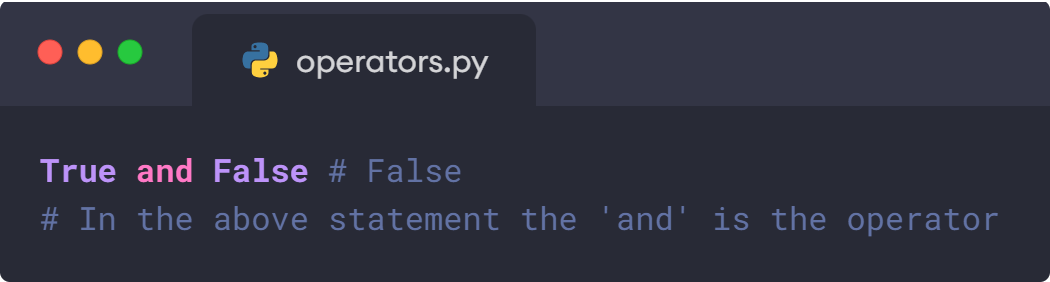 operators.py
True and False # False
# In the above statement the 'and' is the operator